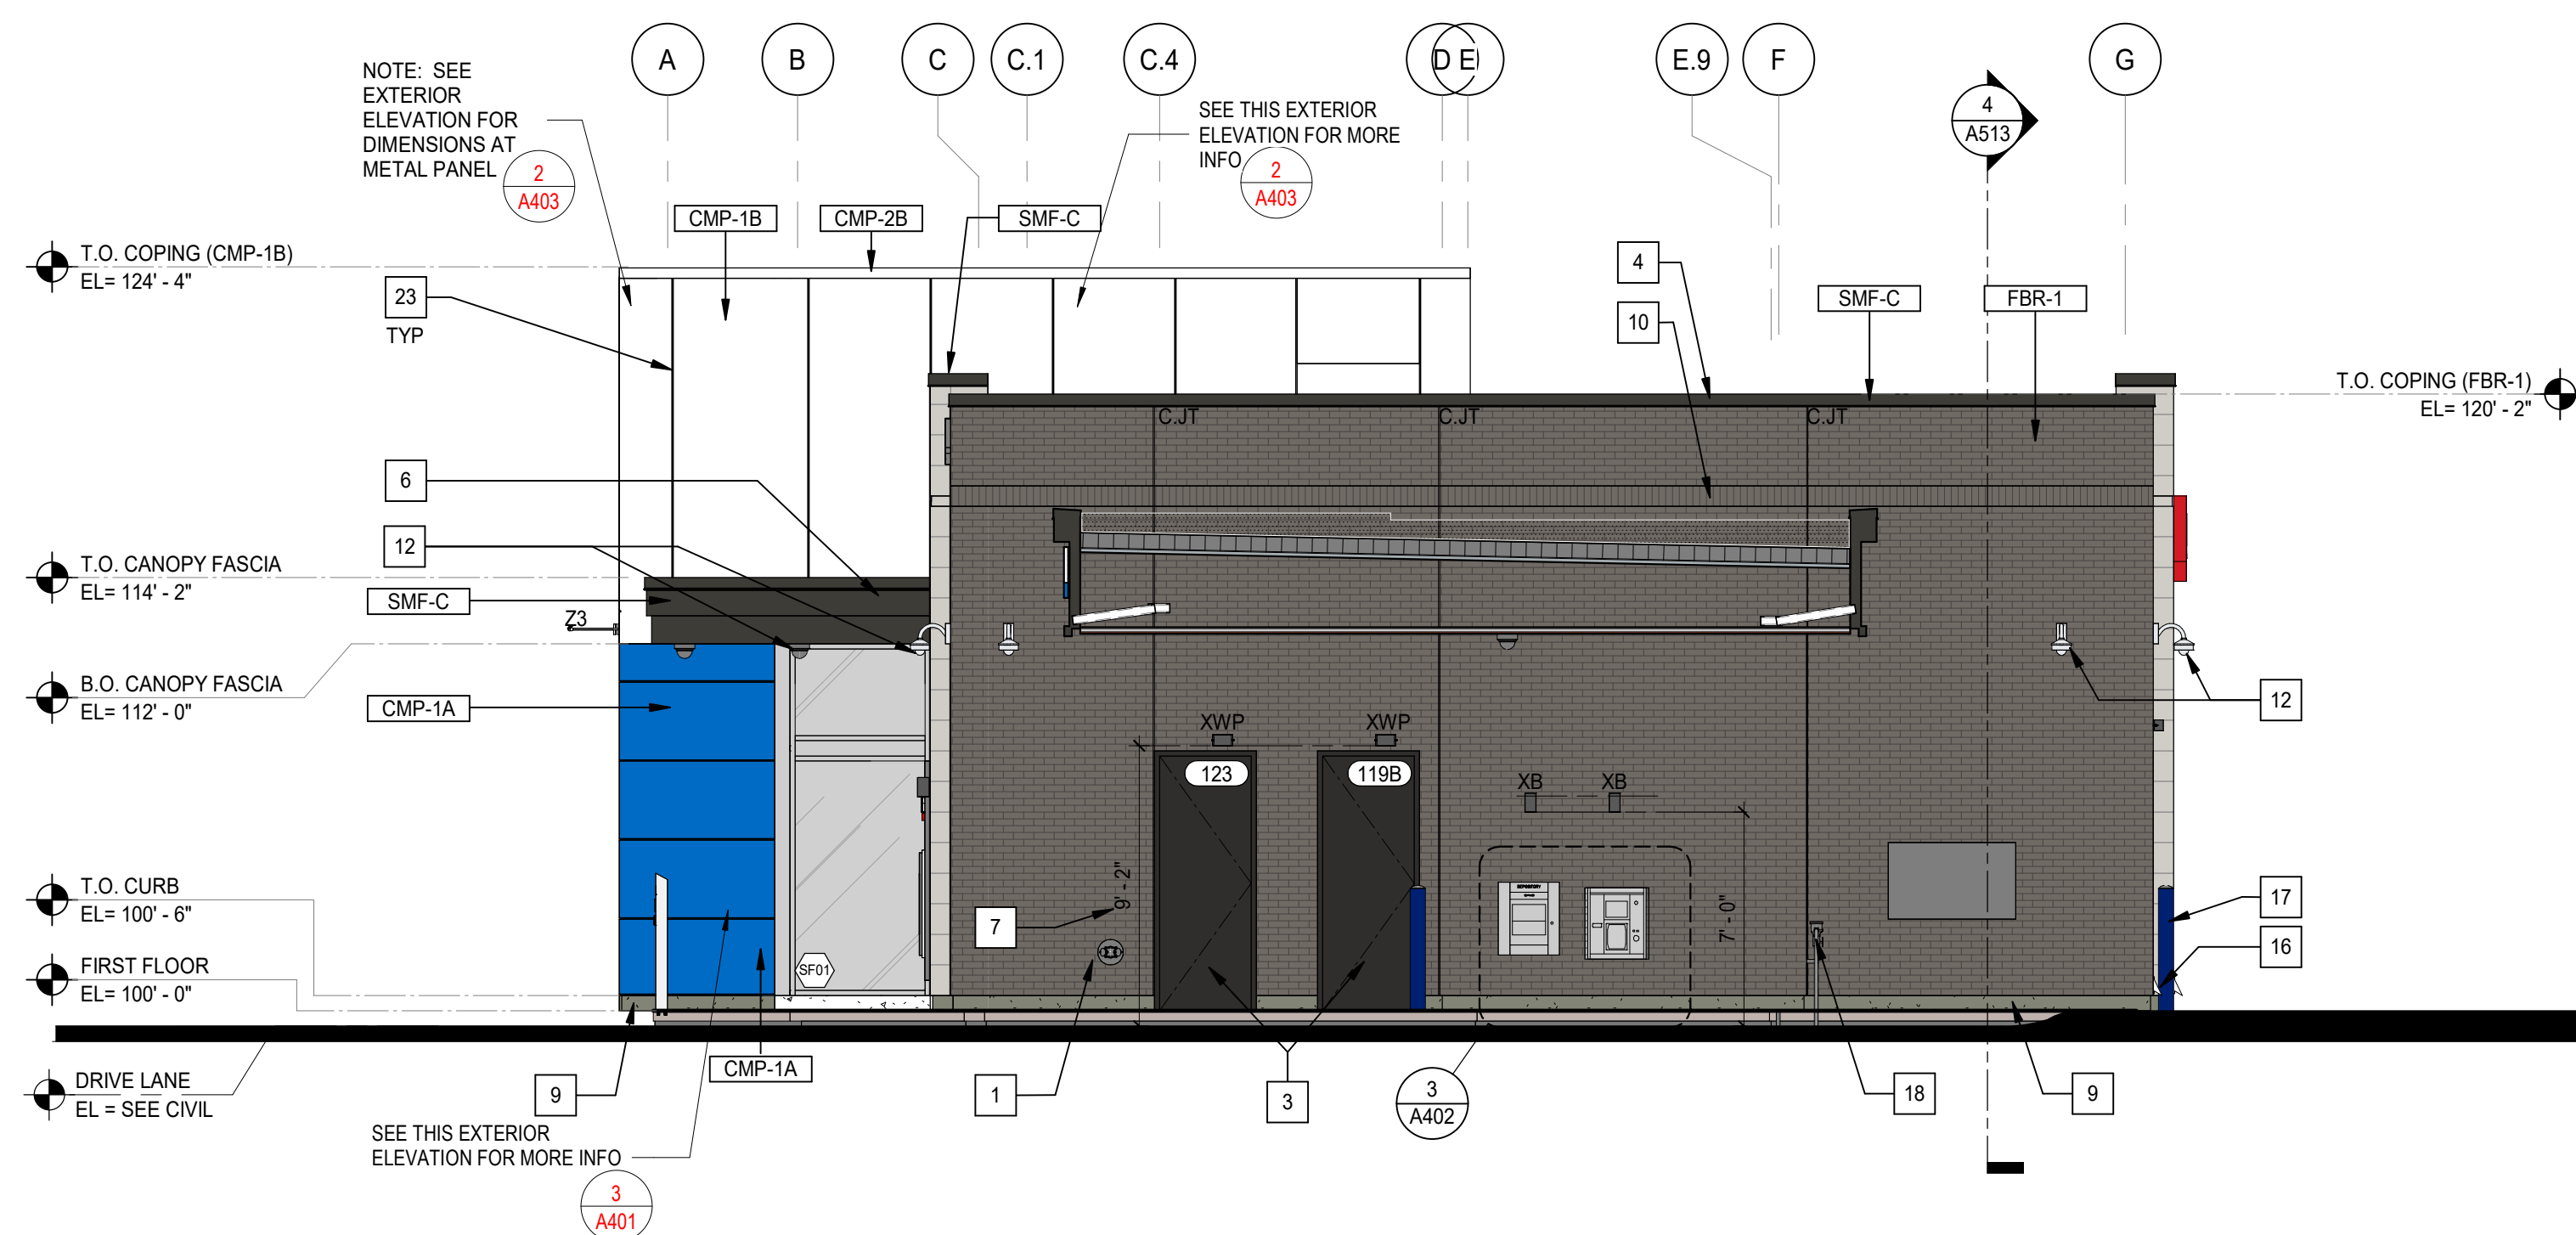 A
B
C
C.1
C.4
D
E
E.9
F
G
NOTE: SEE
EXTERIOR
ELEVATION FOR
DIMENSIONS AT
METAL PANEL
2
A403
SEE THIS EXTERIOR
ELEVATION FOR MORE
INFO
2
A403
4
A513
CMP-1B
CMP-2B
SMF-C
T.O. COPING (CMP-1B)
EL= 124' - 4"
23
TYP
4
10
SMF-C
FBR-1
T.O. COPING (FBR-1)
EL= 120' - 2"
C.JT
C.JT
C.JT
6
12
T.O. CANOPY FASCIA
EL= 114' - 2"
SMF-C
Z3
B.O. CANOPY FASCIA
EL= 112' - 0"
CMP-1A
12
XWP
XWP
123
119B
XB
XB
9' - 2"
7' - 0"
DEPOSITORY
T.O. CURB
EL= 100' - 6"
7
17
16
FIRST FLOOR
EL= 100' - 0"
SF01
DRIVE LANE
EL = SEE CIVIL
9
CMP-1A
1
3
3
A402
18
9
SEE THIS EXTERIOR
ELEVATION FOR MORE INFO
3
A401